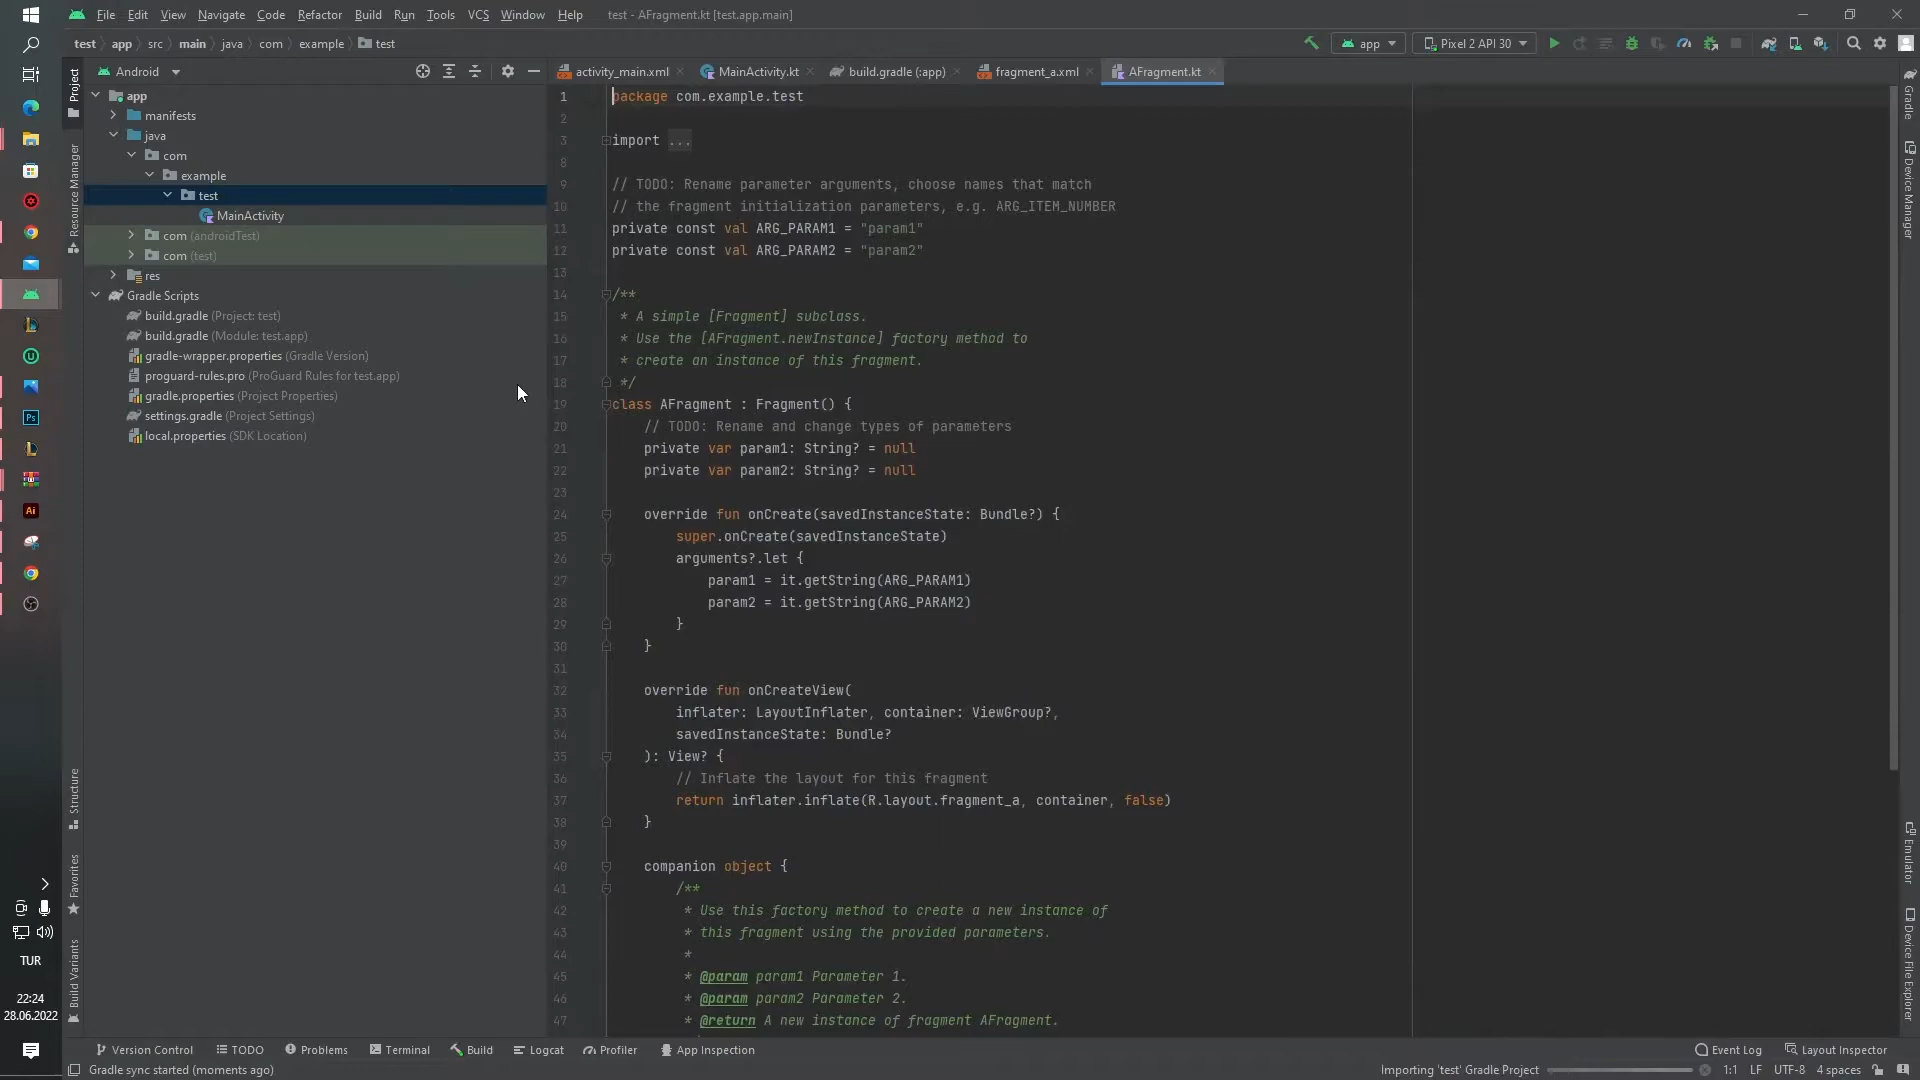 File Edit View Navigate Code Refactor Build Run Tools VCS Window Help test - AFragment.kt [test.app.main]
test app src main java com example test
app Pixel 2 API 30
Project
Android
activity_main.xml MainActivity.kt build.gradle (:app) fragment_a.xml AFragment.kt
app
manifests
java
com
example
test
MainActivity
com (androidTest)
com (test)
res
Gradle Scripts
build.gradle (Project: test)
build.gradle (Module: test.app)
gradle-wrapper.properties (Gradle Version)
proguard-rules.pro (ProGuard Rules for test.app)
gradle.properties (Project Properties)
settings.gradle (Project Settings)
local.properties (SDK Location)
Resource Manager
Structure
Favorites
Build Variants
1 package com.example.test
2
3 import ...
8
9 // TODO: Rename parameter arguments, choose names that match
10 // the fragment initialization parameters, e.g. ARG_ITEM_NUMBER
11 private const val ARG_PARAM1 = "param1"
12 private const val ARG_PARAM2 = "param2"
13
14 /**
15 * A simple [Fragment] subclass.
16 * Use the [AFragment.newInstance] factory method to
17 * create an instance of this fragment.
18 */
19 class AFragment : Fragment() {
20 // TODO: Rename and change types of parameters
21 private var param1: String? = null
22 private var param2: String? = null
23
24 override fun onCreate(savedInstanceState: Bundle?) {
25 super.onCreate(savedInstanceState)
26 arguments?.let {
27 param1 = it.getString(ARG_PARAM1)
28 param2 = it.getString(ARG_PARAM2)
29 }
30 }
31
32 override fun onCreateView(
33 inflater: LayoutInflater, container: ViewGroup?,
34 savedInstanceState: Bundle?
35 ): View? {
36 // Inflate the layout for this fragment
37 return inflater.inflate(R.layout.fragment_a, container, false)
38 }
39
40 companion object {
41 /**
42 * Use this factory method to create a new instance of
43 * this fragment using the provided parameters.
44 *
45 * @param param1 Parameter 1.
46 * @param param2 Parameter 2.
47 * @return A new instance of fragment AFragment.
Gradle
Device Manager
Emulator
Device File Explorer
Ps
Ai
TUR
22:24
28.06.2022
Version Control TODO Problems Terminal Build Logcat Profiler App Inspection Event Log Layout Inspector
Gradle sync started (moments ago) Importing 'test' Gradle Project 1:1 LF UTF-8 4 spaces